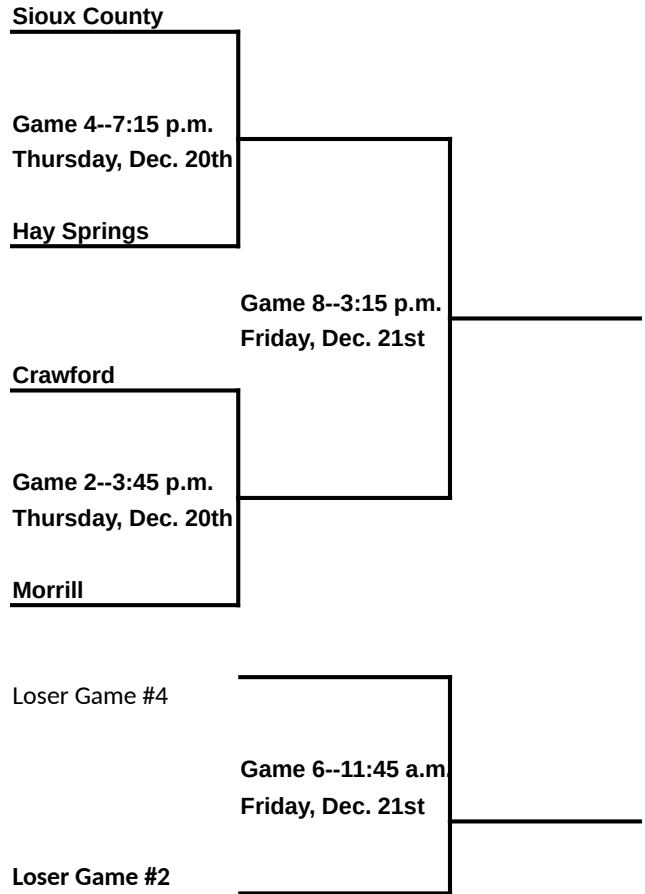 Sioux County
Game 4--7:15 p.m.
Thursday, Dec. 20th
Hay Springs
Game 8--3:15 p.m.
Friday, Dec. 21st
Crawford
Game 2--3:45 p.m.
Thursday, Dec. 20th
Morrill
Loser Game #4
Game 6--11:45 a.m.
Friday, Dec. 21st
Loser Game #2